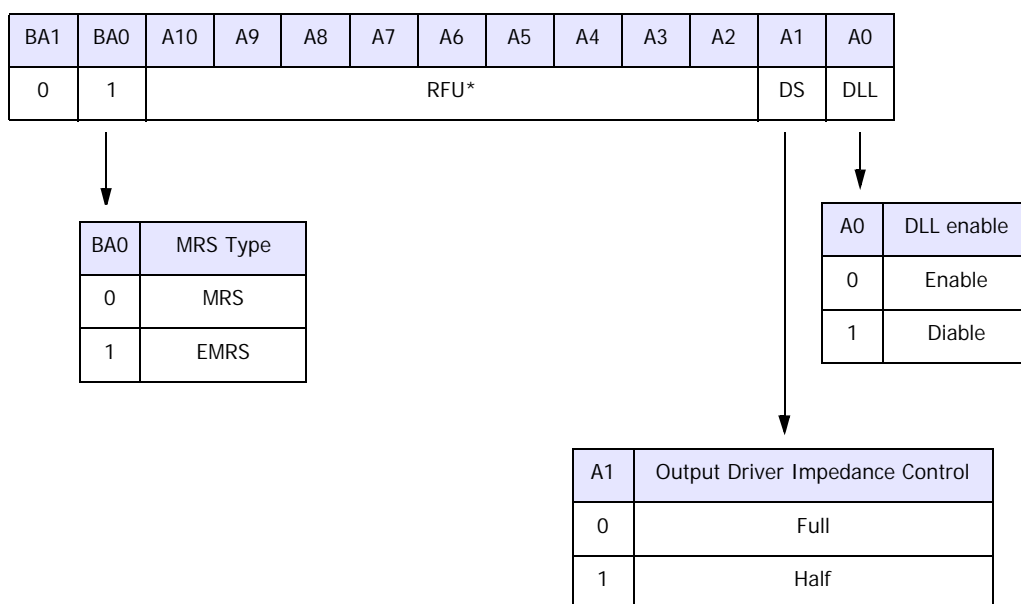 BA1 BA0 A10 A9 A8 A7 A6 A5 A4 A3 A2 A1 A0
0 1 RFU* DS DLL
BA0 MRS Type
0 MRS
1 EMRS
A0 DLL enable
0 Enable
1 Diable
A1 Output Driver Impedance Control
0 Full
1 Half